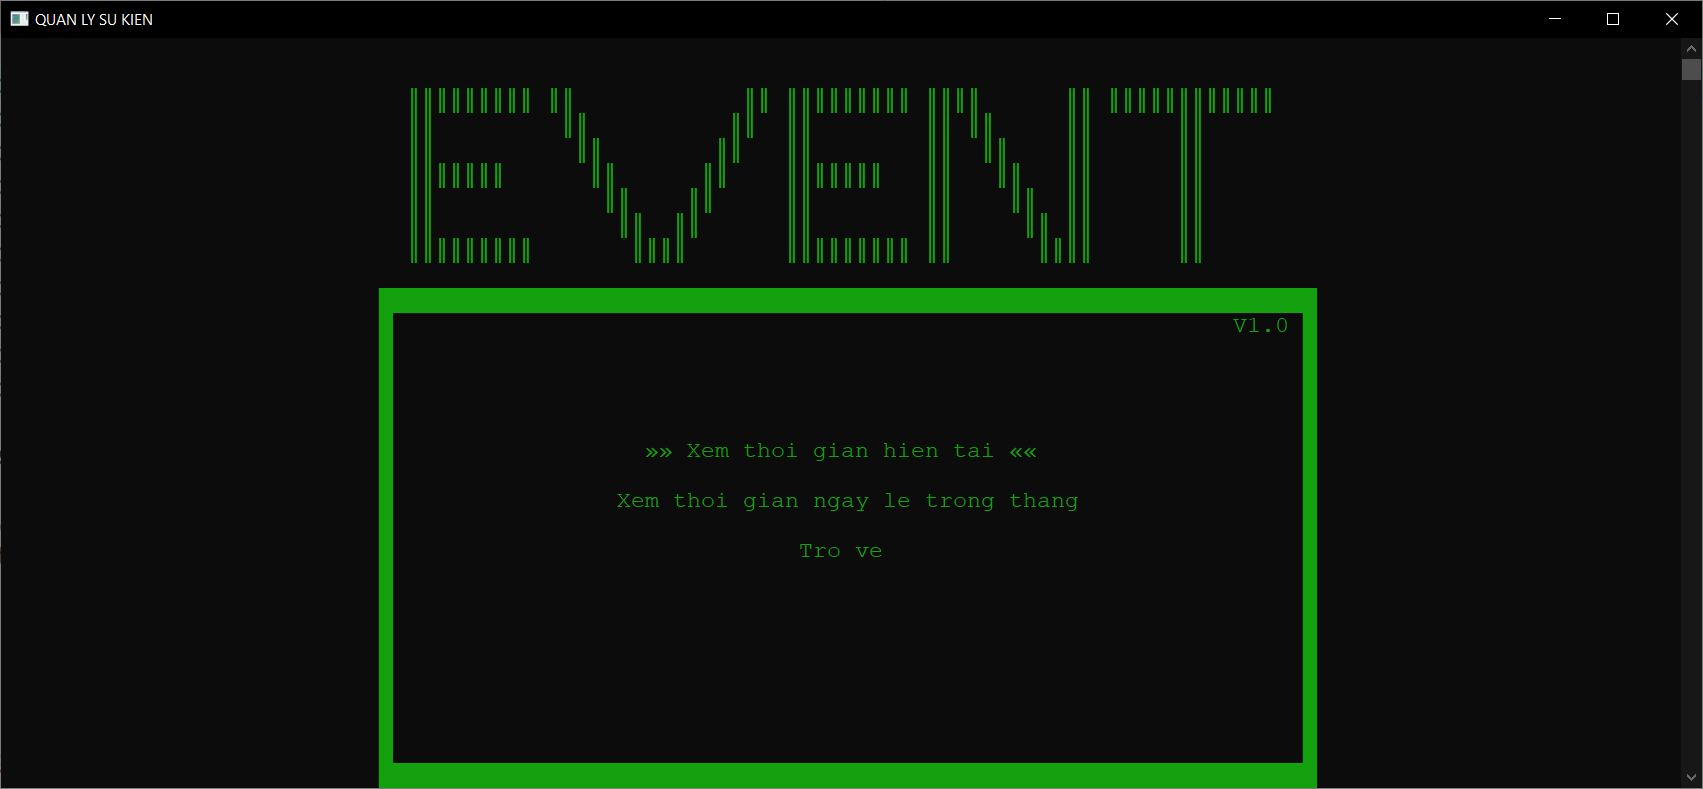 QUAN LY SU KIEN
EVENT
V1.0
»» Xem thoi gian hien tai ««
Xem thoi gian ngay le trong thang
Tro ve